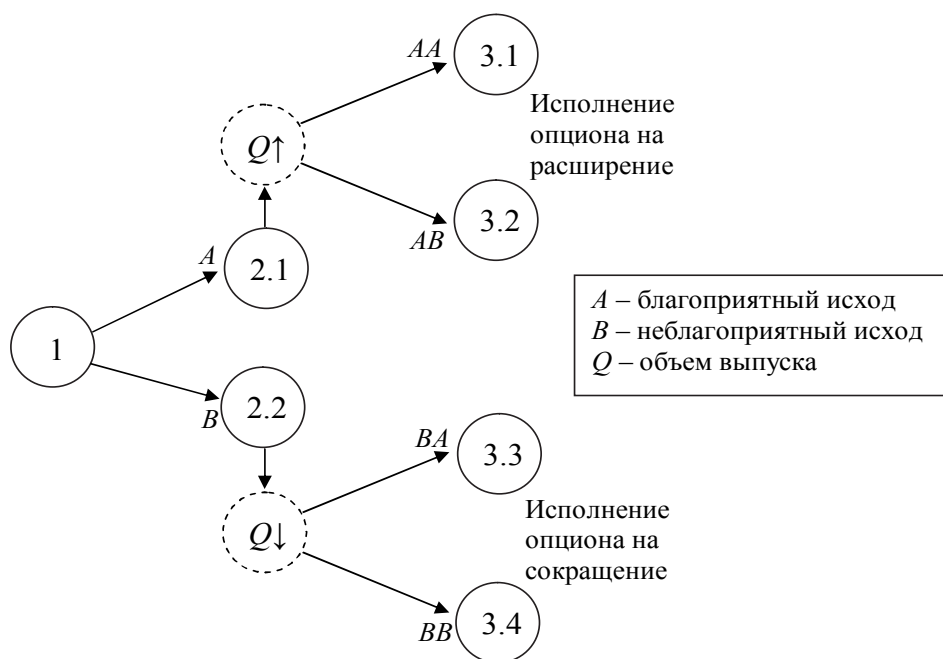 AA
3.1
Исполнение
опциона на
расширение
Q↑
AB
3.2
A
2.1
A – благоприятный исход
B – неблагоприятный исход
Q – объем выпуска
1
B
2.2
BA
3.3
Исполнение
опциона на
сокращение
Q↓
BB
3.4